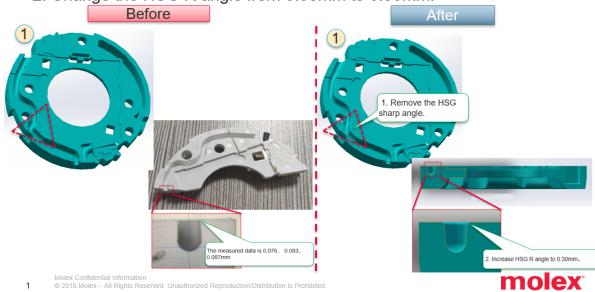 Before
After
1
1
1. Remove the HSG
sharp angle.
The measured data is 0.076、 0.083、
0.087mm
2. Increase HSG R angle to 0.30mm。
Molex Confidential Information
1
© 2016 Molex – All Rights Reserved. Unauthorized Reproduction/Distribution is Prohibited.
molex